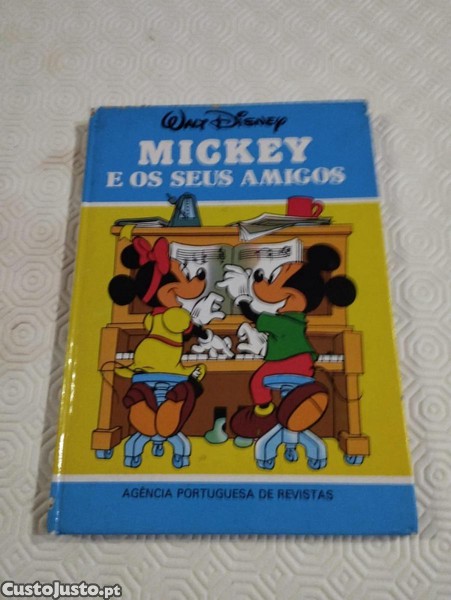 Walt Disney
MICKEY
E OS SEUS AMIGOS
AGÊNCIA PORTUGUESA DE REVISTAS
CustoJusto.pt